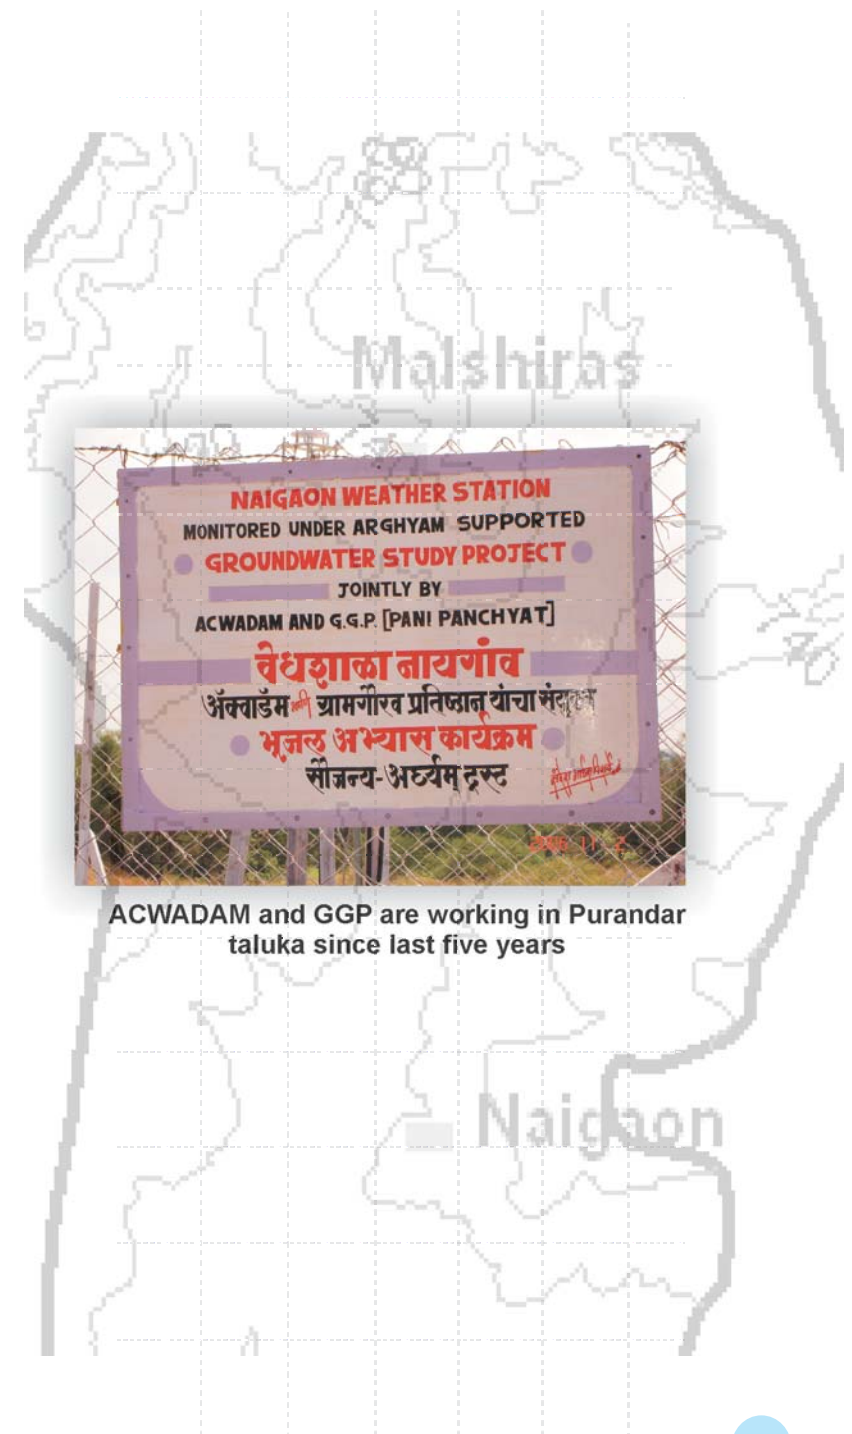 Malshiras
NAIGAON WEATHER STATION
MONITORED UNDER ARGHYAM SUPPORTED
GROUNDWATER STUDY PROJECT
JOINTLY BY
ACWADAM AND G.G.P. [PANI PANCHYAT]
वेधशाळा नायगांव
ॲक्वाडॅम आणि ग्रामगौरव प्रतिष्ठान यांचा संयुक्त
भूजल अभ्यास कार्यक्रम
सौजन्य-अर्घ्यम् ट्रस्ट
ACWADAM and GGP are working in Purandar
taluka since last five years
Naigaon